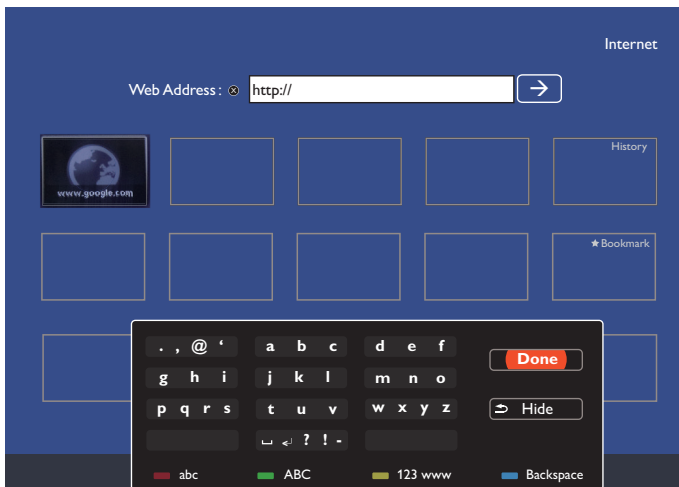 Internet
Web Address : ⊗ http:// →
www.google.com
History
★ Bookmark
. , @ ‘ a b c d e f
Done
g h i j k l m n o
p q r s t u v w x y z
Hide
␣ ↵ ? ! -
abc ABC 123 www Backspace